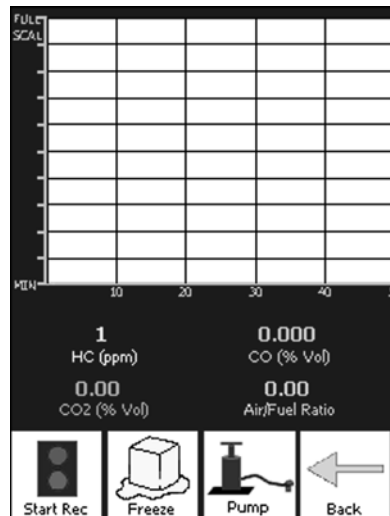 FULL
SCAL
MIN
10 20 30 40
1 0.000
HC (ppm) CO (% Vol)
0.00 0.00
CO2 (% Vol) Air/Fuel Ratio
Start Rec Freeze Pump Back